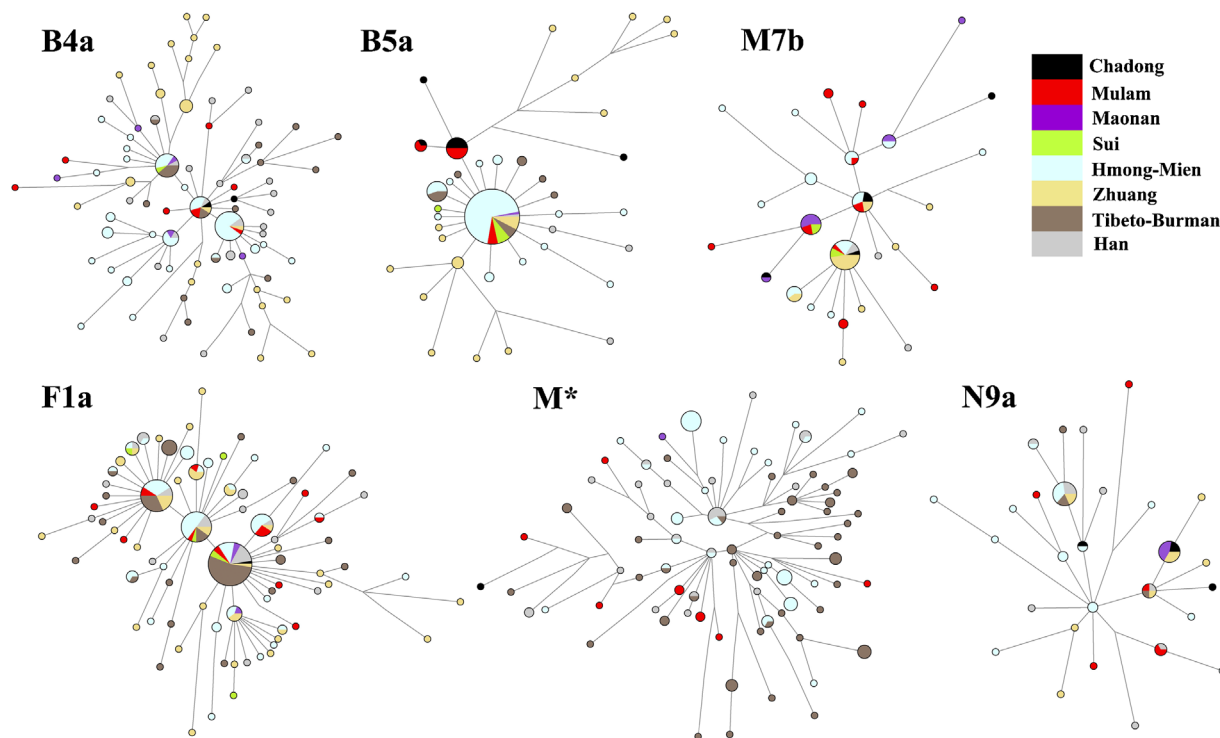 B4a
B5a
M7b
Chadong
Mulam
Maonan
Sui
Hmong-Mien
Zhuang
Tibeto-Burman
Han
F1a
M*
N9a